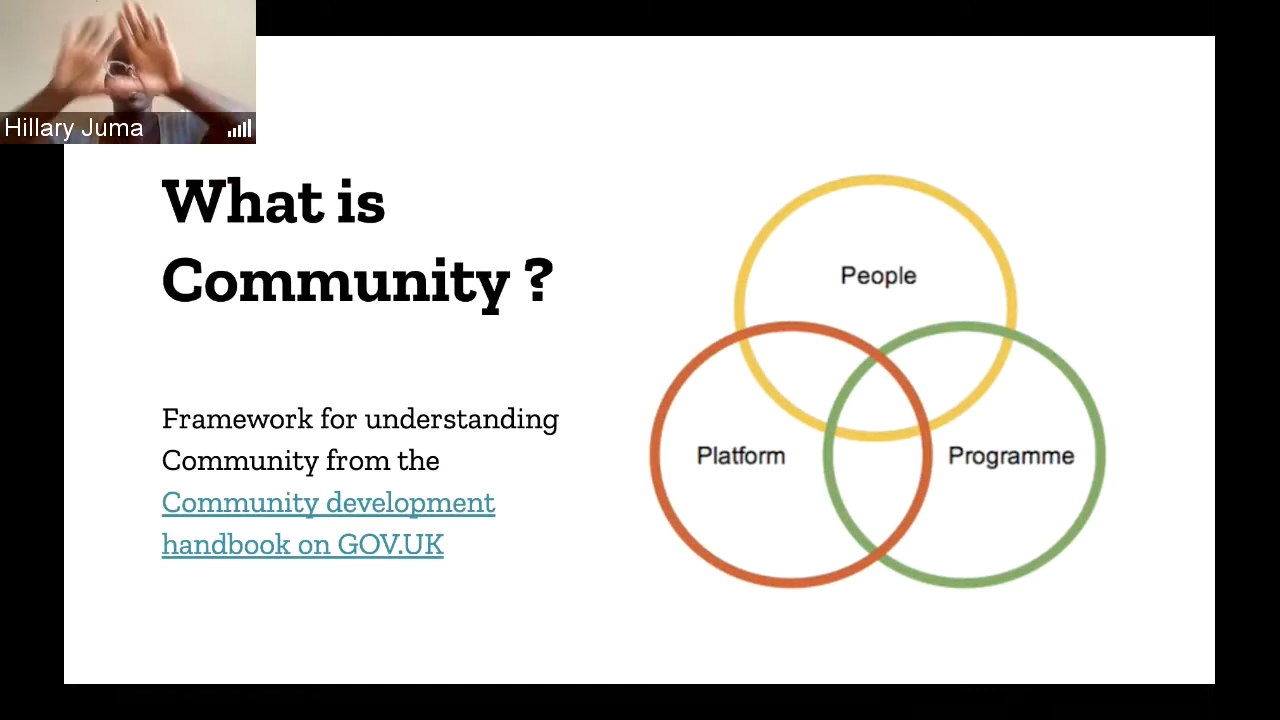 Hillary Juma
What is
Community ?
Framework for understanding
Community from the
Community development
handbook on GOV.UK
People
Platform
Programme